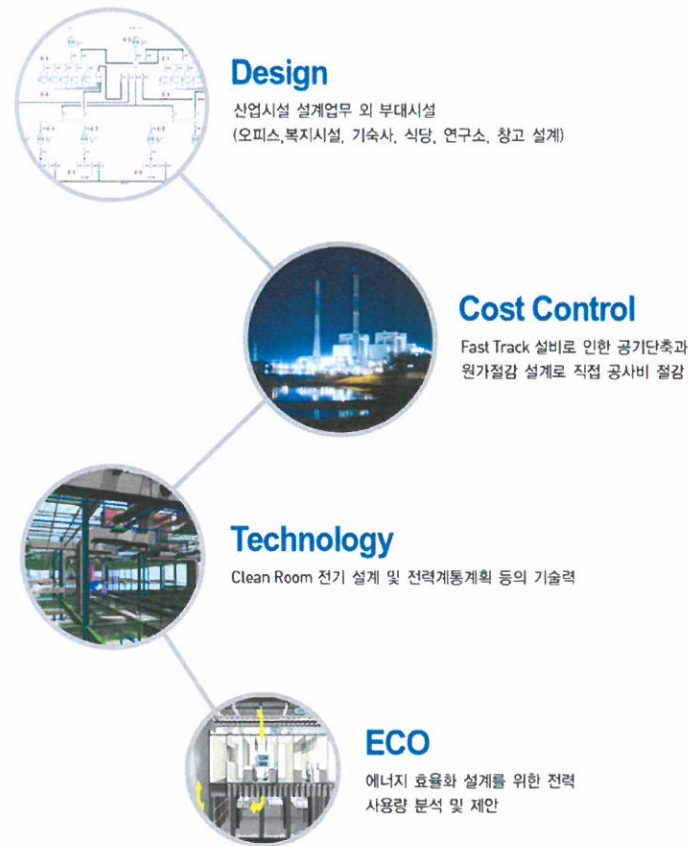 Design
산업시설 설계업무 외 부대시설
(오피스,복지시설, 기숙사, 식당, 연구소, 창고 설계)
Cost Control
Fast Track 설비로 인한 공기단축과
원가절감 설계로 직접 공사비 절감
Technology
Clean Room 전기 설계 및 전력계통계획 등의 기술력
ECO
에너지 효율화 설계를 위한 전력
사용량 분석 및 제안